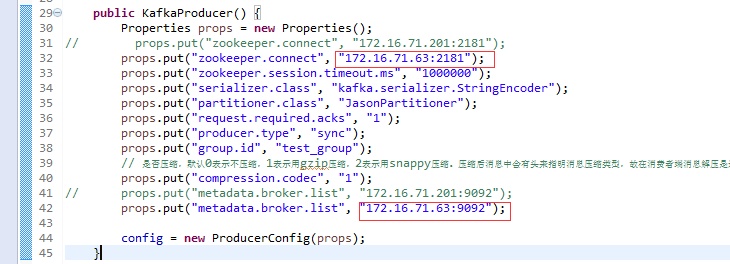 29 public KafkaProducer() {
30 Properties props = new Properties();
31 // props.put("zookeeper.connect", "172.16.71.201:2181");
32 props.put("zookeeper.connect", "172.16.71.63:2181");
33 props.put("zookeeper.session.timeout.ms", "1000000");
34 props.put("serializer.class", "kafka.serializer.StringEncoder");
35 props.put("partitioner.class", "JasonPartitioner");
36 props.put("request.required.acks", "1");
37 props.put("producer.type", "sync");
38 props.put("group.id", "test_group");
39 // 是否压缩，默认0表示不压缩，1表示用gzip压缩，2表示用snappy压缩。压缩后消息中会有头来指明消息压缩类型，故在消费者端消息解压是
40 props.put("compression.codec", "1");
41 // props.put("metadata.broker.list", "172.16.71.201:9092");
42 props.put("metadata.broker.list", "172.16.71.63:9092");
43
44 config = new ProducerConfig(props);
45 }